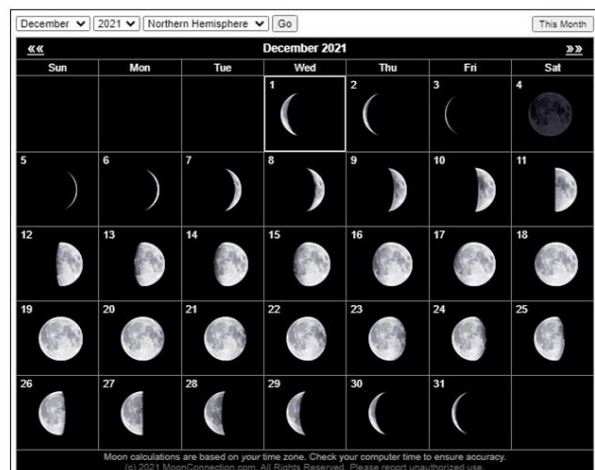 December 2021 Northern Hemisphere Go This Month
«« December 2021 »»
Sun Mon Tue Wed Thu Fri Sat
1 2 3 4
5 6 7 8 9 10 11
12 13 14 15 16 17 18
19 20 21 22 23 24 25
26 27 28 29 30 31
Moon calculations are based on your time zone. Check your computer time to ensure accuracy.
(c) 2021 MoonConnection.com. All Rights Reserved. Please report unauthorized use.